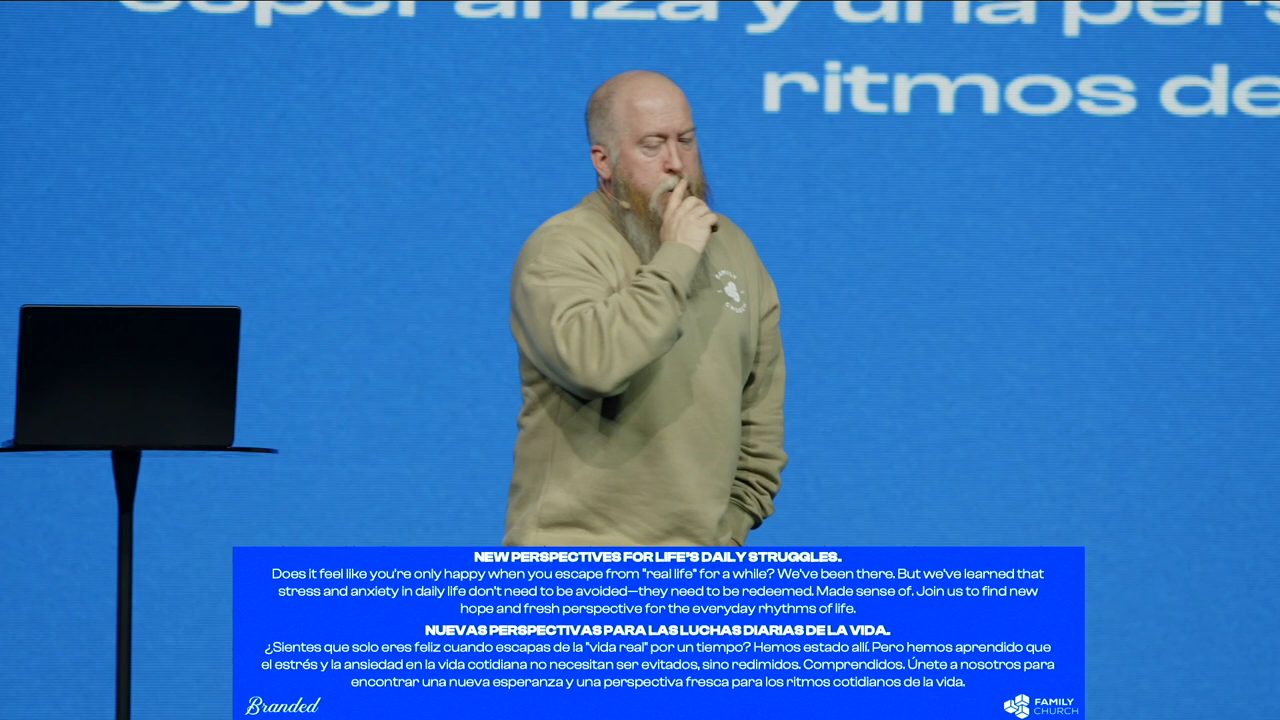 esperanza y una pers
ritmos de
FAMILY
CHURCH
NEW PERSPECTIVES FOR LIFE'S DAILY STRUGGLES.
Does it feel like you're only happy when you escape from "real life" for a while? We've been there. But we've learned that
stress and anxiety in daily life don't need to be avoided—they need to be redeemed. Made sense of. Join us to find new
hope and fresh perspective for the everyday rhythms of life.
NUEVAS PERSPECTIVAS PARA LAS LUCHAS DIARIAS DE LA VIDA.
¿Sientes que solo eres feliz cuando escapas de la "vida real" por un tiempo? Hemos estado allí. Pero hemos aprendido que
el estrés y la ansiedad en la vida cotidiana no necesitan ser evitados, sino redimidos. Comprendidos. Únete a nosotros para
encontrar una nueva esperanza y una perspectiva fresca para los ritmos cotidianos de la vida.
Branded
FAMILY
CHURCH